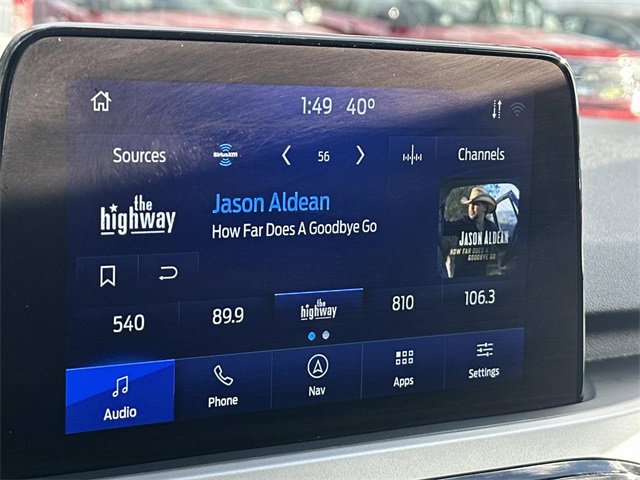 1:49 40°
Sources
SiriusXM
56
Channels
the highway
Jason Aldean
How Far Does A Goodbye Go
JASON ALDEAN
HOW FAR DOES A
GOODBYE GO
540
89.9
the highway
810
106.3
Audio
Phone
Nav
Apps
Settings